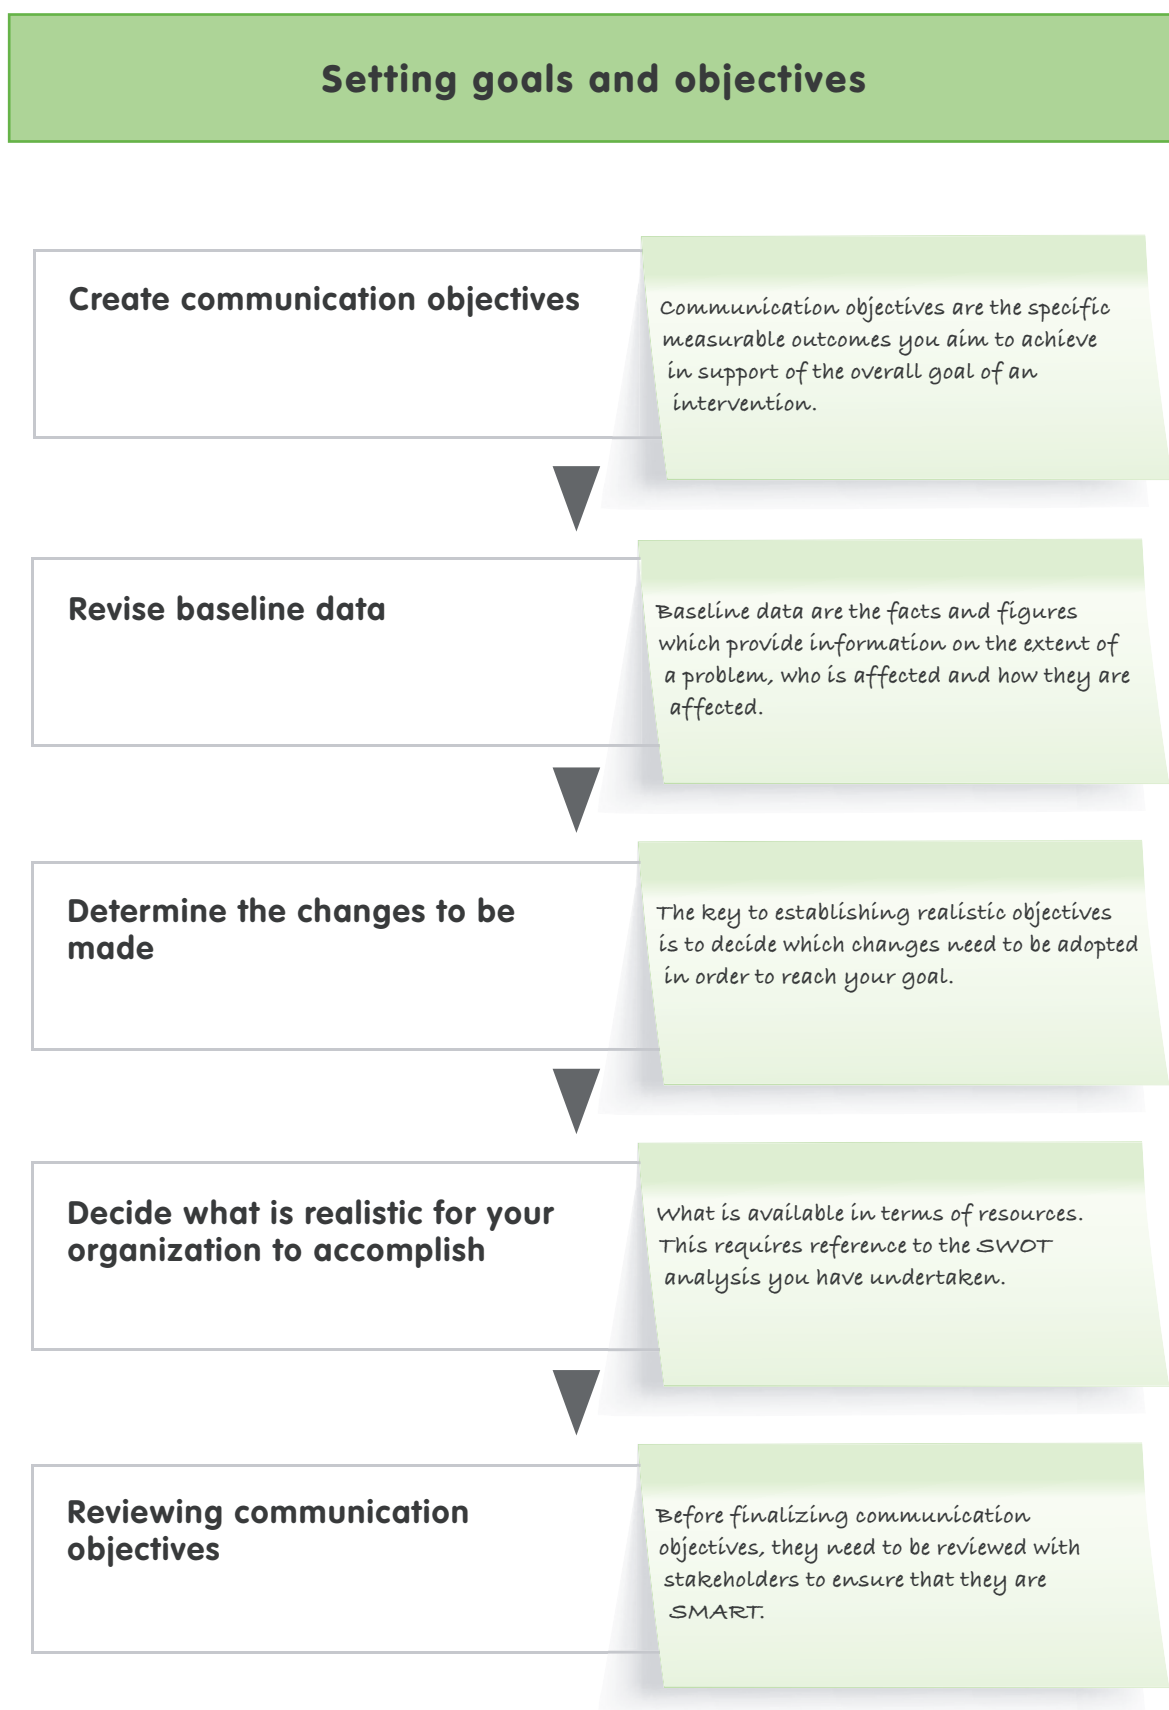 Setting goals and objectives
Create communication objectives
Communication objectives are the specific
measurable outcomes you aim to achieve
in support of the overall goal of an
intervention.
Revise baseline data
Baseline data are the facts and figures
which provide information on the extent of
a problem, who is affected and how they are
affected.
Determine the changes to be
made
The key to establishing realistic objectives
is to decide which changes need to be adopted
in order to reach your goal.
Decide what is realistic for your
organization to accomplish
What is available in terms of resources.
This requires reference to the SWOT
analysis you have undertaken.
Reviewing communication
objectives
Before finalizing communication
objectives, they need to be reviewed with
stakeholders to ensure that they are
SMART.